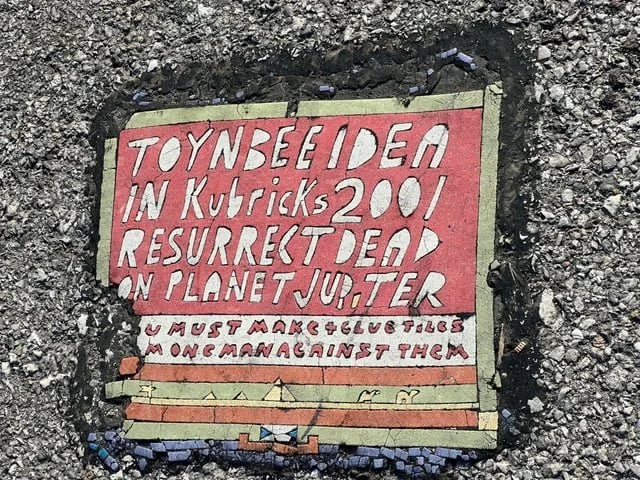 TOYNBEE IDEA
IN KubricKs 2001
RESURRECT DEAD
ON PLANET JUPiTER
U MUST MAKE + GLUE TILES
M ONE MAN AGAINST THEM